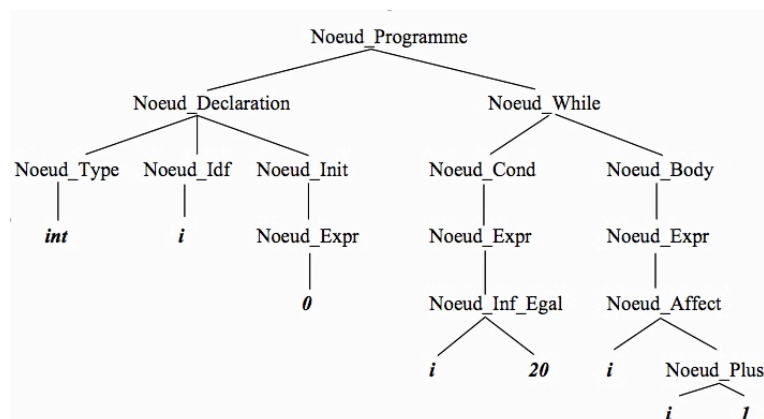 Noeud_Programme
Noeud_Declaration Noeud_While
Noeud_Type Noeud_Idf Noeud_Init Noeud_Cond Noeud_Body
int i Noeud_Expr Noeud_Expr Noeud_Expr
0 Noeud_Inf_Egal Noeud_Affect
i 20 i Noeud_Plus
i 1